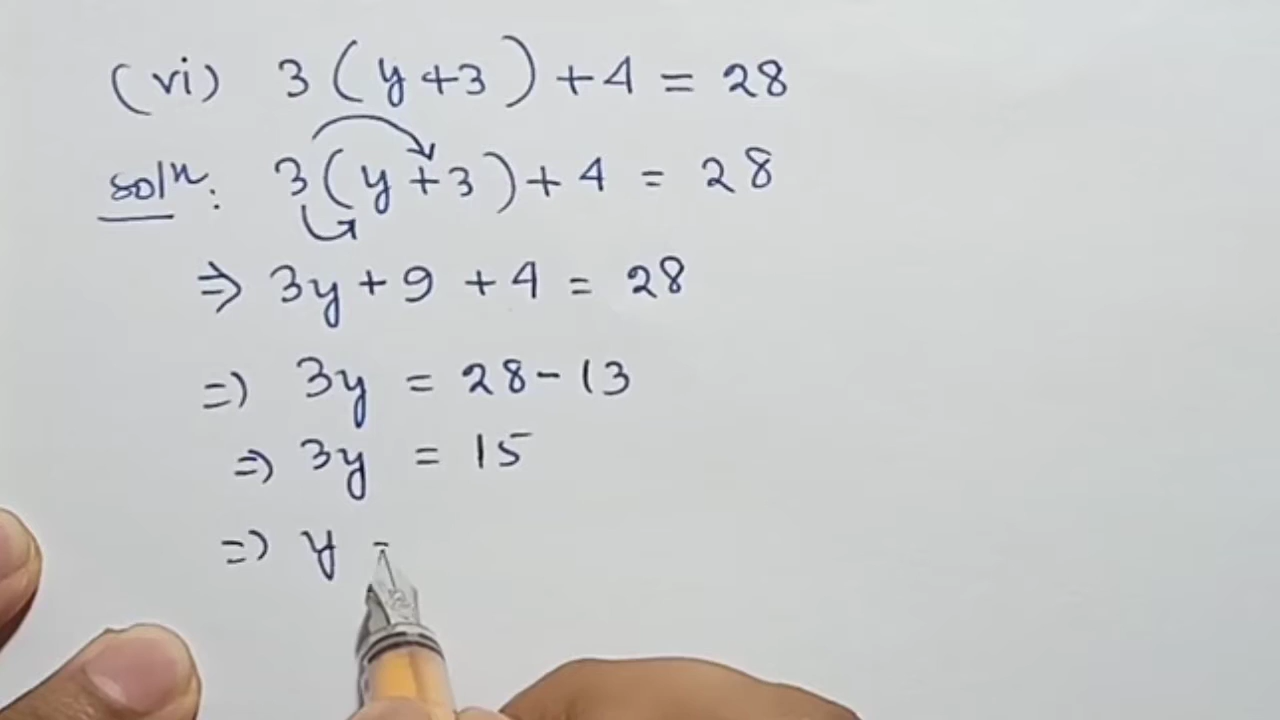 (vi) 3(y+3)+4 = 28
solⁿ: 3(y+3)+4 = 28
⇒ 3y+9+4 = 28
⇒ 3y = 28-13
⇒ 3y = 15
⇒ y =